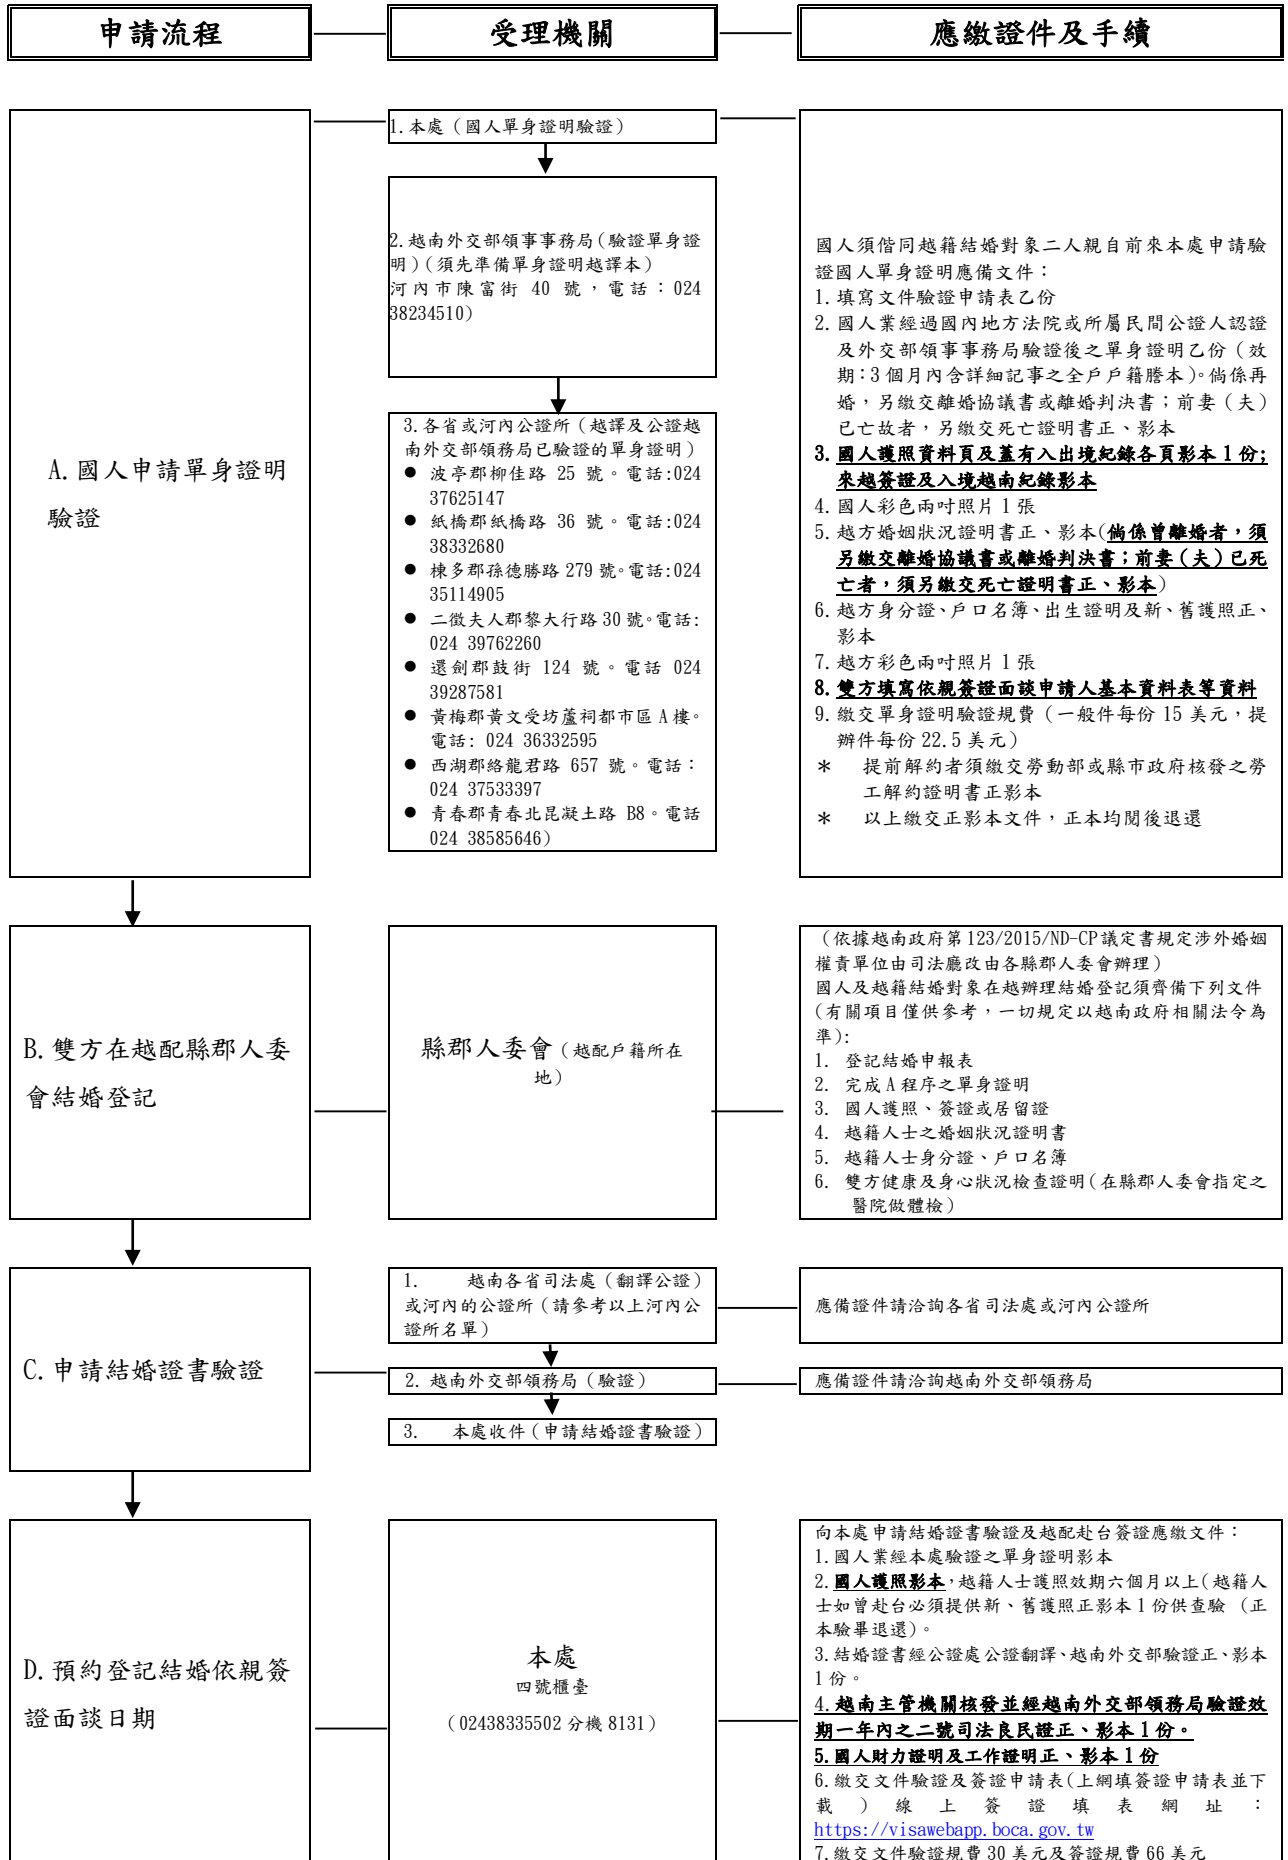 申請流程
受理機關
應繳證件及手續
A.國人申請單身證明
驗證
1.本處（國人單身證明驗證）
2.越南外交部領事事務局（驗證單身證
明）（須先準備單身證明越譯本）
河內市陳富街 40 號，電話：024
38234510）
3.各省或河內公證所（越譯及公證越
南外交部領務局已驗證的單身證明）
● 波亭郡柳佳路 25 號。電話:024
37625147
● 紙橋郡紙橋路 36 號。電話:024
38332680
● 棟多郡孫德勝路 279 號。電話:024
35114905
● 二徵夫人郡黎大行路 30 號。電話:
024 39762260
● 還劍郡鼓街 124 號。電話 024
39287581
● 黃梅郡黃文受坊蘆祠都市區 A 樓。
電話: 024 36332595
● 西湖郡絡龍君路 657 號。電話：
024 37533397
● 青春郡青春北昆凝土路 B8。電話
024 38585646）
國人須偕同越籍結婚對象二人親自前來本處申請驗
證國人單身證明應備文件：
1.填寫文件驗證申請表乙份
2.國人業經過國內地方法院或所屬民間公證人認證
及外交部領事事務局驗證後之單身證明乙份（效
期：3 個月內含詳細記事之全戶戶籍謄本）。倘係再
婚，另繳交離婚協議書或離婚判決書；前妻（夫）
已亡故者，另繳交死亡證明書正、影本
3.國人護照資料頁及蓋有入出境紀錄各頁影本 1 份;
來越簽證及入境越南紀錄影本
4.國人彩色兩吋照片 1 張
5.越方婚姻狀況證明書正、影本(倘係曾離婚者，須
另繳交離婚協議書或離婚判決書；前妻（夫）已死
亡者，須另繳交死亡證明書正、影本)
6.越方身分證、戶口名簿、出生證明及新、舊護照正、
影本
7.越方彩色兩吋照片 1 張
8.雙方填寫依親簽證面談申請人基本資料表等資料
9.繳交單身證明驗證規費（一般件每份 15 美元，提
辦件每份 22.5 美元）
＊ 提前解約者須繳交勞動部或縣市政府核發之勞
工解約證明書正影本
＊ 以上繳交正影本文件，正本均閱後退還
B.雙方在越配縣郡人委
會結婚登記
縣郡人委會（越配戶籍所在
地）
（依據越南政府第 123/2015/ND-CP 議定書規定涉外婚姻
權責單位由司法廳改由各縣郡人委會辦理）
國人及越籍結婚對象在越辦理結婚登記須齊備下列文件
(有關項目僅供參考，一切規定以越南政府相關法令為
準):
1. 登記結婚申報表
2. 完成 A 程序之單身證明
3. 國人護照、簽證或居留證
4. 越籍人士之婚姻狀況證明書
5. 越籍人士身分證、戶口名簿
6. 雙方健康及身心狀況檢查證明（在縣郡人委會指定之
醫院做體檢）
C.申請結婚證書驗證
1. 越南各省司法處（翻譯公證）
或河內的公證所（請參考以上河內公
證所名單）
應備證件請洽詢各省司法處或河內公證所
2.越南外交部領務局（驗證）
應備證件請洽詢越南外交部領務局
3. 本處收件（申請結婚證書驗證）
D.預約登記結婚依親簽
證面談日期
本處
四號櫃臺
（02438335502 分機 8131）
向本處申請結婚證書驗證及越配赴台簽證應繳文件：
1.國人業經本處驗證之單身證明影本
2.國人護照影本，越籍人士護照效期六個月以上(越籍人
士如曾赴台必須提供新、舊護照正影本 1 份供查驗 (正
本驗畢退還)。
3.結婚證書經公證處公證翻譯、越南外交部驗證正、影本
1 份。
4.越南主管機關核發並經越南外交部領務局驗證效
期一年內之二號司法良民證正、影本 1 份。
5.國人財力證明及工作證明正、影本 1 份
6.繳交文件驗證及簽證申請表(上網填簽證申請表並下
載）線上簽證填表網址：
https://visawebapp.boca.gov.tw
7.繳交文件驗證規費 30 美元及簽證規費 66 美元